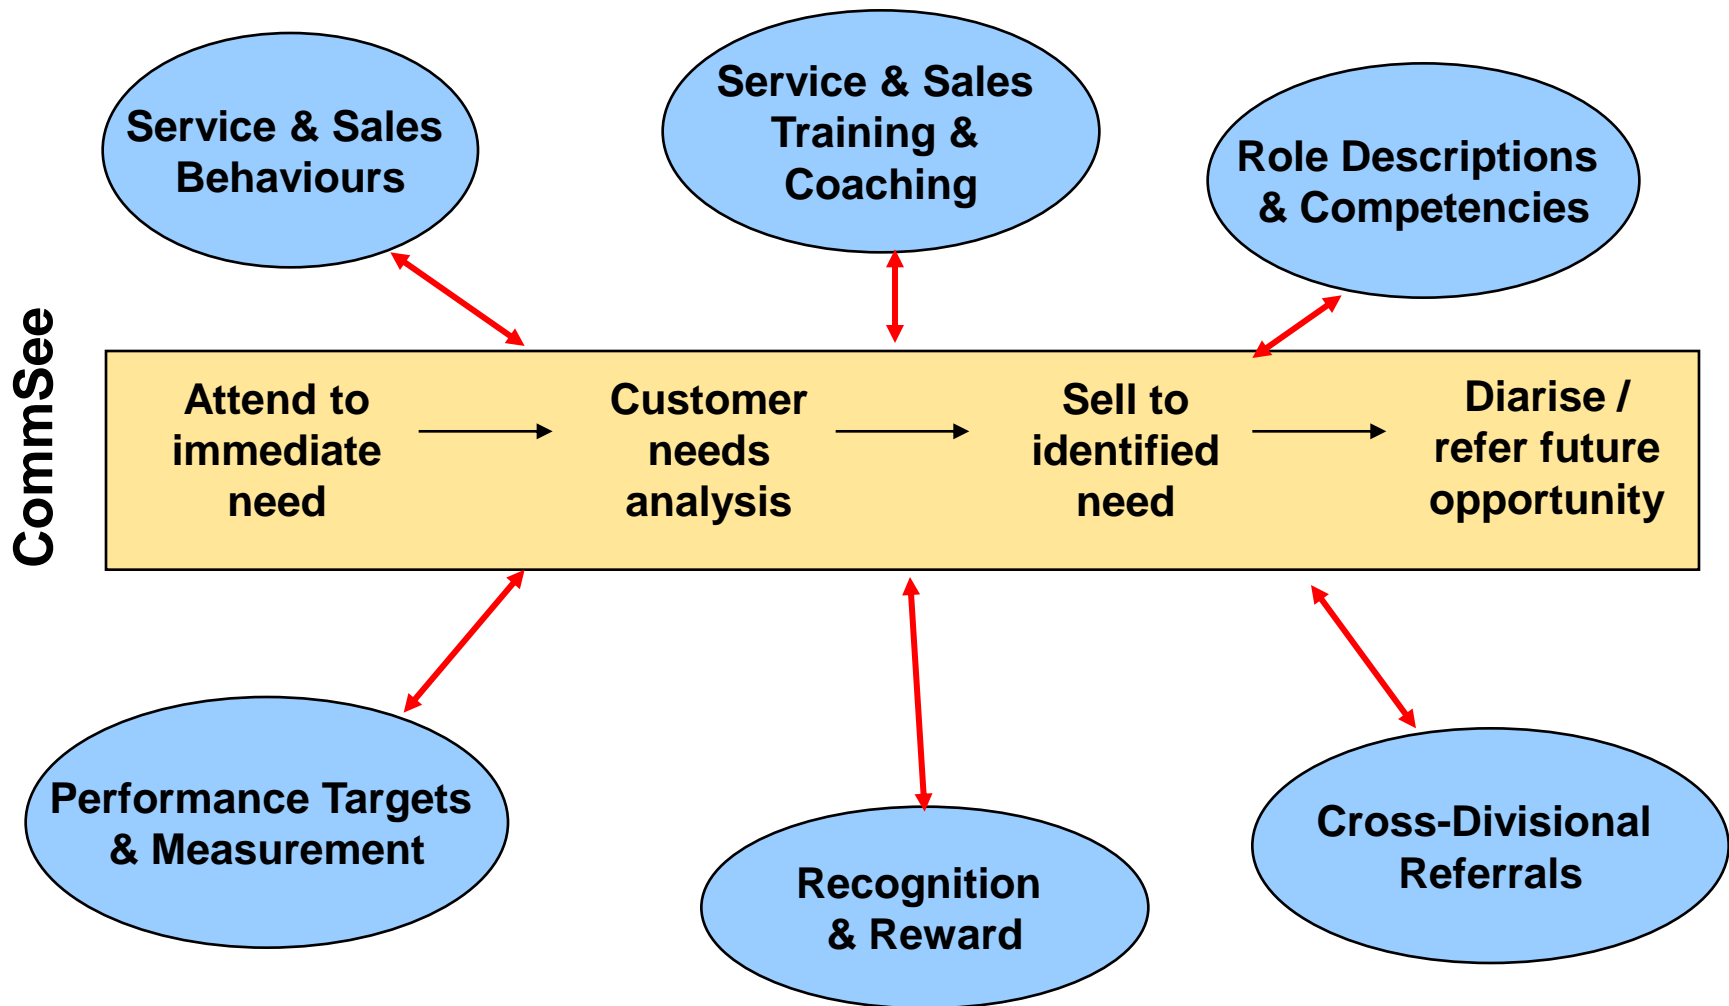 Service & Sales
Behaviours
Service & Sales
Training &
Coaching
Role Descriptions
& Competencies
CommSee
Attend to
immediate
need
Customer
needs
analysis
Sell to
identified
need
Diarise /
refer future
opportunity
Performance Targets
& Measurement
Recognition
& Reward
Cross-Divisional
Referrals